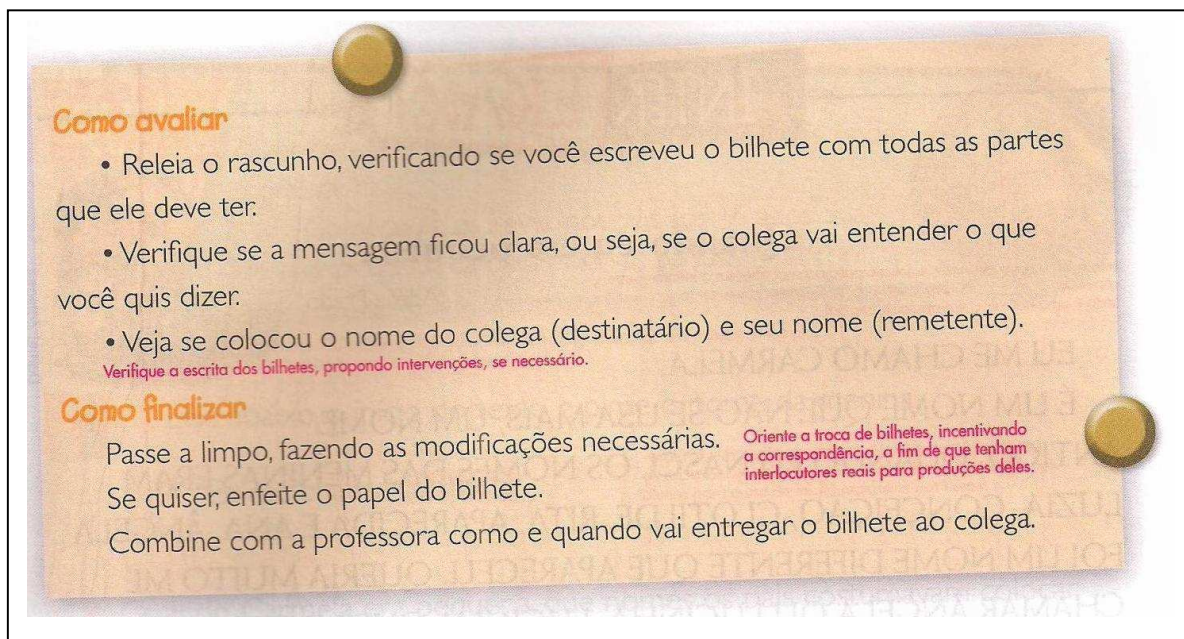 Como avaliar
• Releia o rascunho, verificando se você escreveu o bilhete com todas as partes
que ele deve ter.
• Verifique se a mensagem ficou clara, ou seja, se o colega vai entender o que
você quis dizer.
• Veja se colocou o nome do colega (destinatário) e seu nome (remetente).
Verifique a escrita dos bilhetes, propondo intervenções, se necessário.
Como finalizar
Passe a limpo, fazendo as modificações necessárias.
Oriente a troca de bilhetes, incentivando
a correspondência, a fim de que tenham
interlocutores reais para produções deles.
Se quiser, enfeite o papel do bilhete.
Combine com a professora como e quando vai entregar o bilhete ao colega.